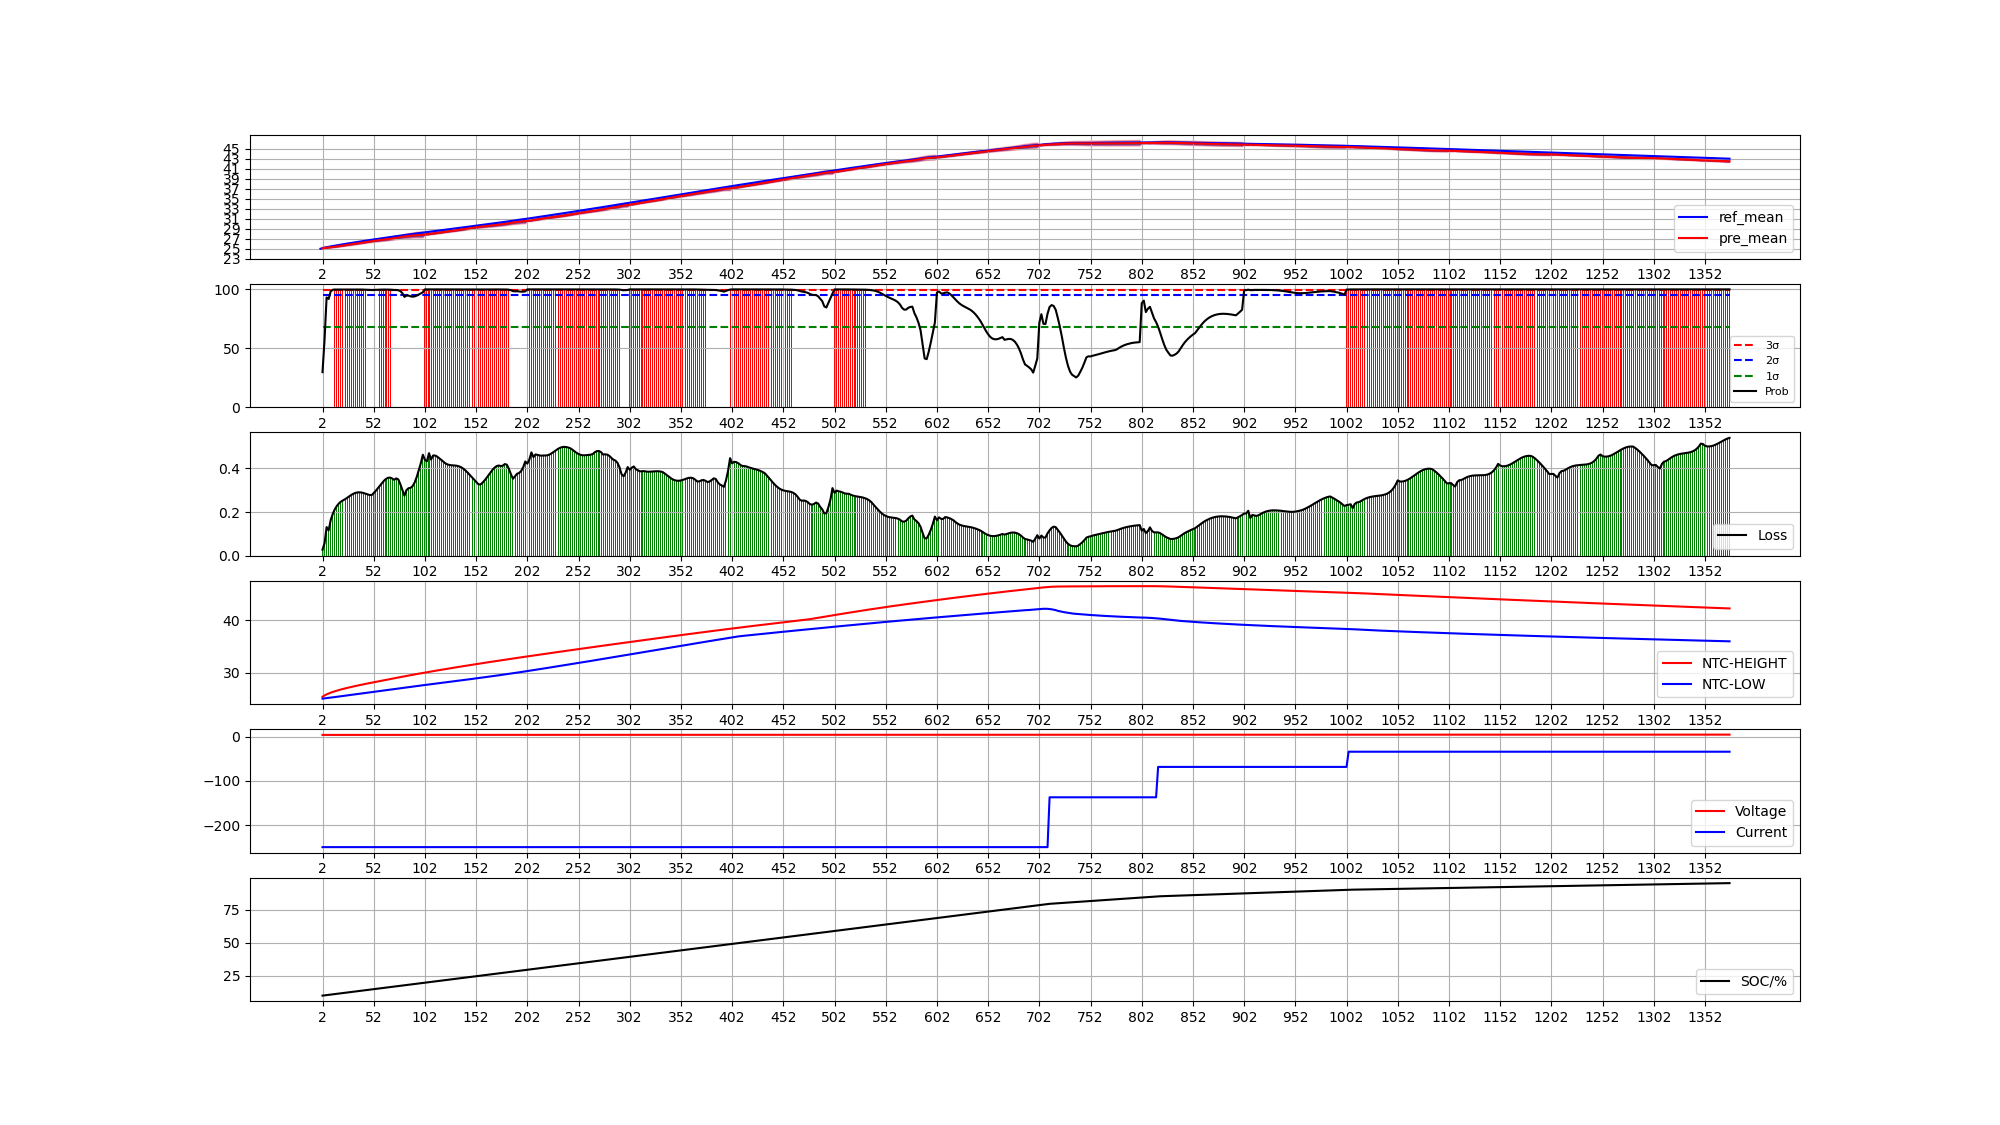 45
43
41
39
37
35
33
31
29
27
25
23
ref_mean
pre_mean
2 52 102 152 202 252 302 352 402 452 502 552 602 652 702 752 802 852 902 952 1002 1052 1102 1152 1202 1252 1302 1352
100
50
0
3σ
2σ
1σ
Prob
2 52 102 152 202 252 302 352 402 452 502 552 602 652 702 752 802 852 902 952 1002 1052 1102 1152 1202 1252 1302 1352
0.4
0.2
0.0
Loss
2 52 102 152 202 252 302 352 402 452 502 552 602 652 702 752 802 852 902 952 1002 1052 1102 1152 1202 1252 1302 1352
40
30
NTC-HEIGHT
NTC-LOW
2 52 102 152 202 252 302 352 402 452 502 552 602 652 702 752 802 852 902 952 1002 1052 1102 1152 1202 1252 1302 1352
0
−100
−200
Voltage
Current
2 52 102 152 202 252 302 352 402 452 502 552 602 652 702 752 802 852 902 952 1002 1052 1102 1152 1202 1252 1302 1352
75
50
25
SOC/%
2 52 102 152 202 252 302 352 402 452 502 552 602 652 702 752 802 852 902 952 1002 1052 1102 1152 1202 1252 1302 1352